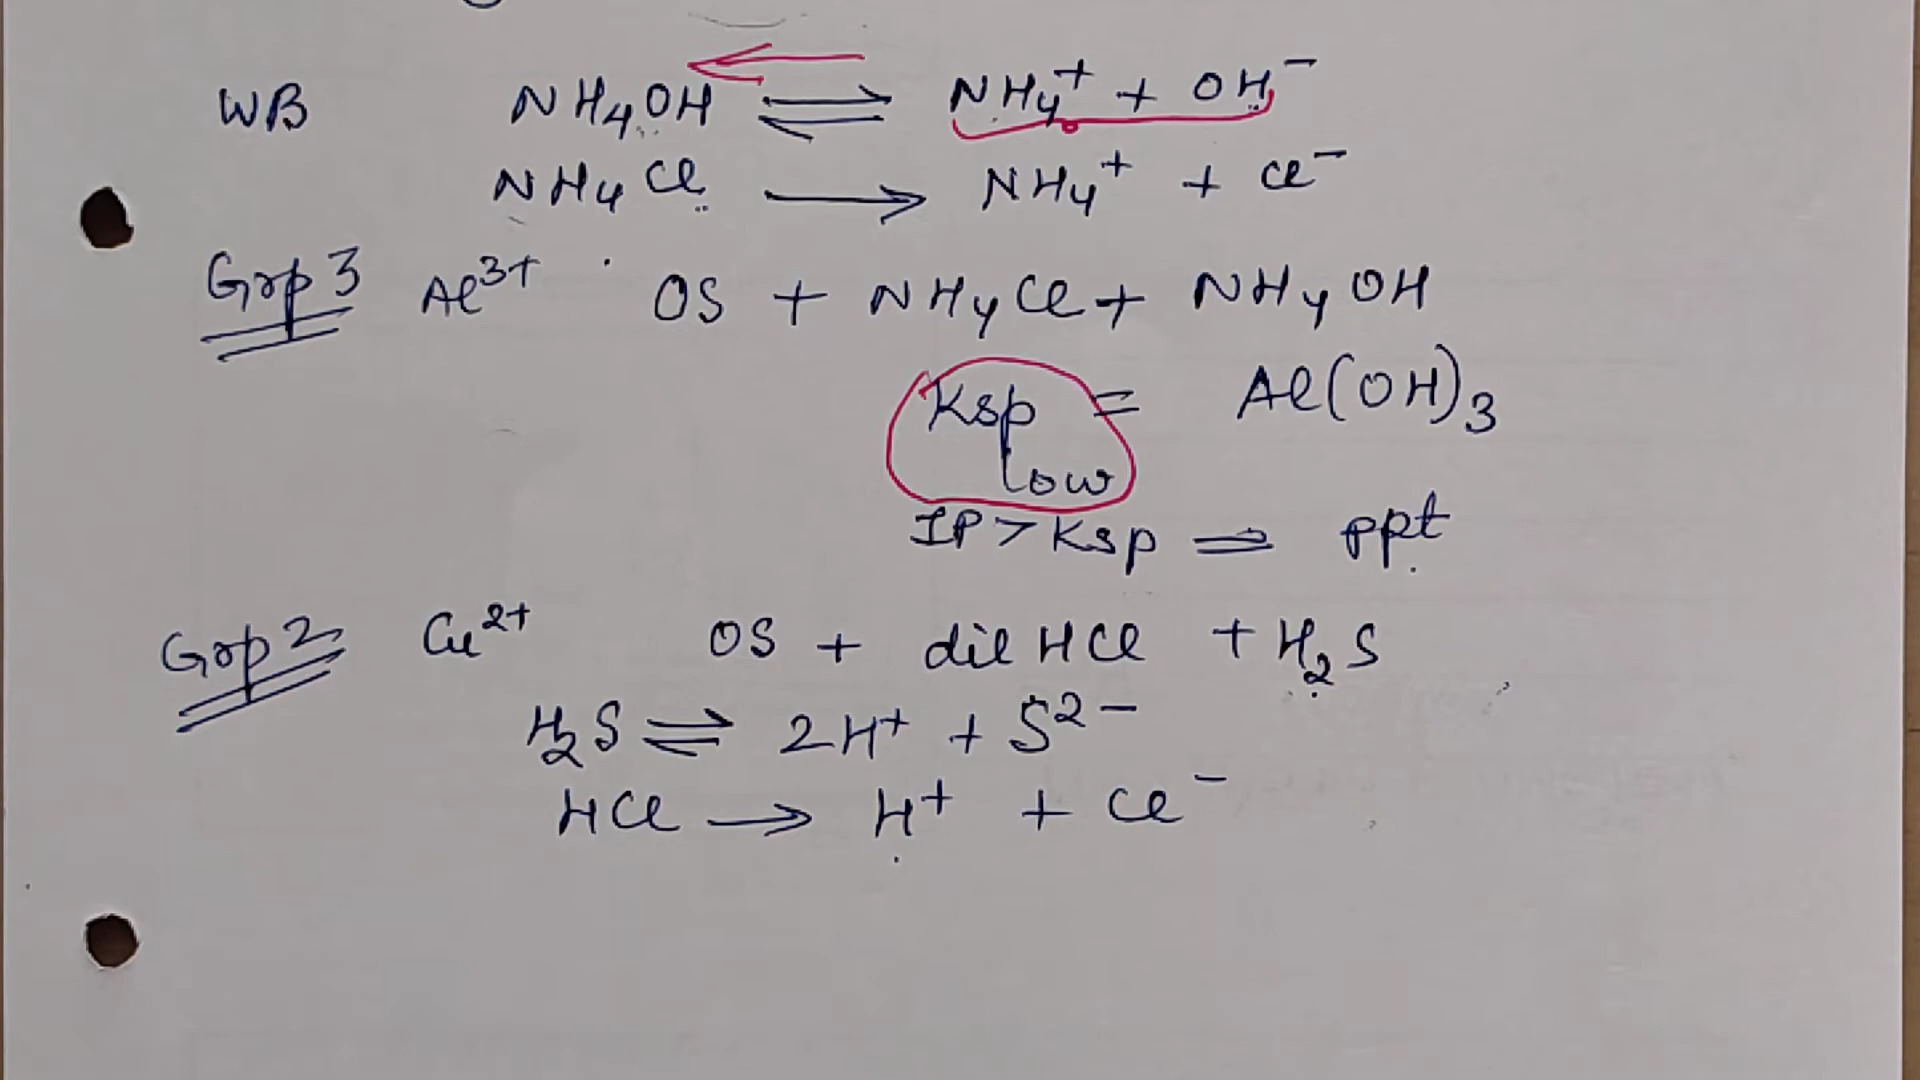 WB NH₄OH ⇌ NH₄⁺ + OH⁻
NH₄Cl ⟶ NH₄⁺ + Cl⁻
Grp 3 Al³⁺ OS + NH₄Cl + NH₄OH
Ksp = Al(OH)₃
low
IP > Ksp ⇒ ppt
Grp 2 Cu²⁺ OS + dil HCl + H₂S
H₂S ⇌ 2H⁺ + S²⁻
HCl ⟶ H⁺ + Cl⁻